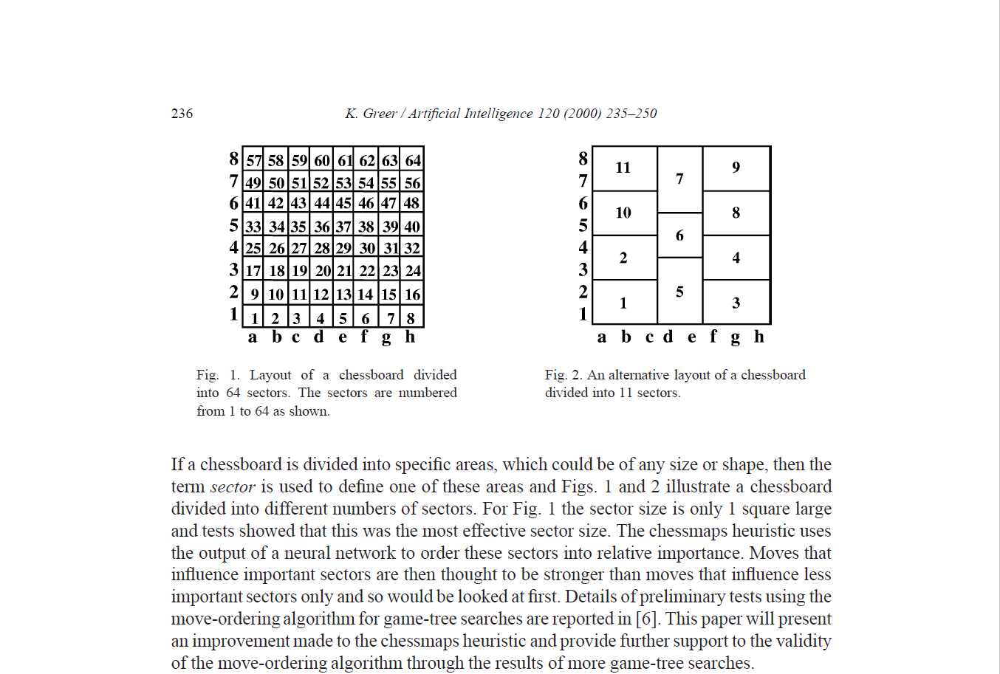 236
K. Greer / Artificial Intelligence 120 (2000) 235–250
8 57 58 59 60 61 62 63 64
7 49 50 51 52 53 54 55 56
6 41 42 43 44 45 46 47 48
5 33 34 35 36 37 38 39 40
4 25 26 27 28 29 30 31 32
3 17 18 19 20 21 22 23 24
2 9 10 11 12 13 14 15 16
1 1 2 3 4 5 6 7 8
a b c d e f g h
Fig. 1. Layout of a chessboard divided
into 64 sectors. The sectors are numbered
from 1 to 64 as shown.
8 11 9
7 7
6 10 8
5 6
4 2 4
3
2 1 5 3
1
a b c d e f g h
Fig. 2. An alternative layout of a chessboard
divided into 11 sectors.
If a chessboard is divided into specific areas, which could be of any size or shape, then the
term sector is used to define one of these areas and Figs. 1 and 2 illustrate a chessboard
divided into different numbers of sectors. For Fig. 1 the sector size is only 1 square large
and tests showed that this was the most effective sector size. The chessmaps heuristic uses
the output of a neural network to order these sectors into relative importance. Moves that
influence important sectors are then thought to be stronger than moves that influence less
important sectors only and so would be looked at first. Details of preliminary tests using the
move-ordering algorithm for game-tree searches are reported in [6]. This paper will present
an improvement made to the chessmaps heuristic and provide further support to the validity
of the move-ordering algorithm through the results of more game-tree searches.